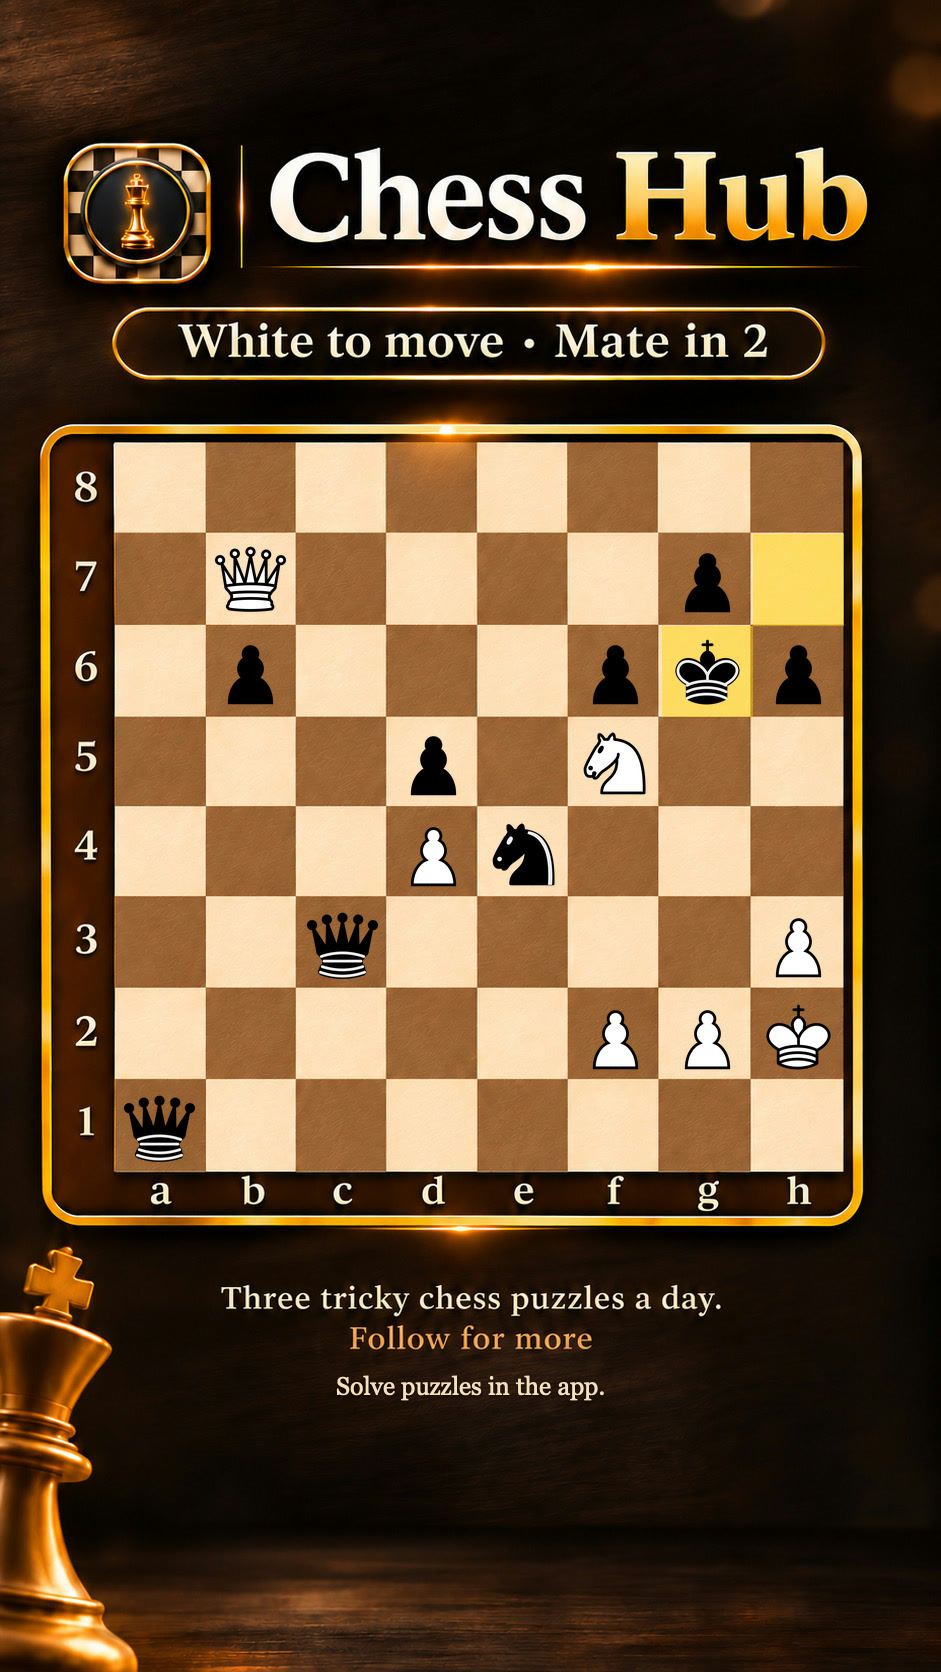 Chess Hub
White to move · Mate in 2
8
7
6
5
4
3
2
1
a b c d e f g h
Three tricky chess puzzles a day.
Follow for more
Solve puzzles in the app.